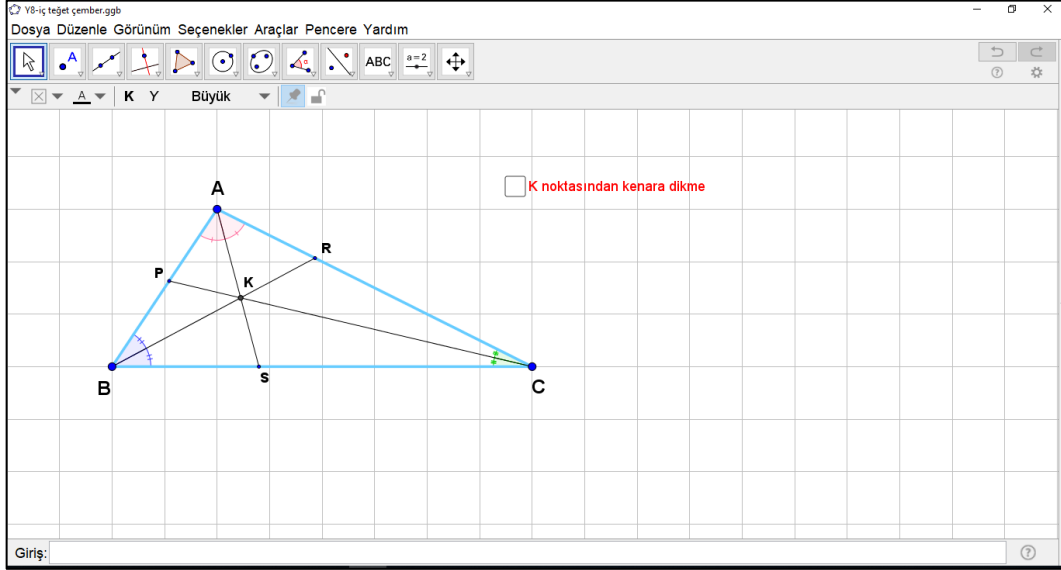 Y8-iç teğet çember.ggb
Dosya Düzenle Görünüm Seçenekler Araçlar Pencere Yardım
A α ABC a=2
A K Y Büyük
K noktasından kenara dikme
A
R
P
K
B
S
C
Giriş: